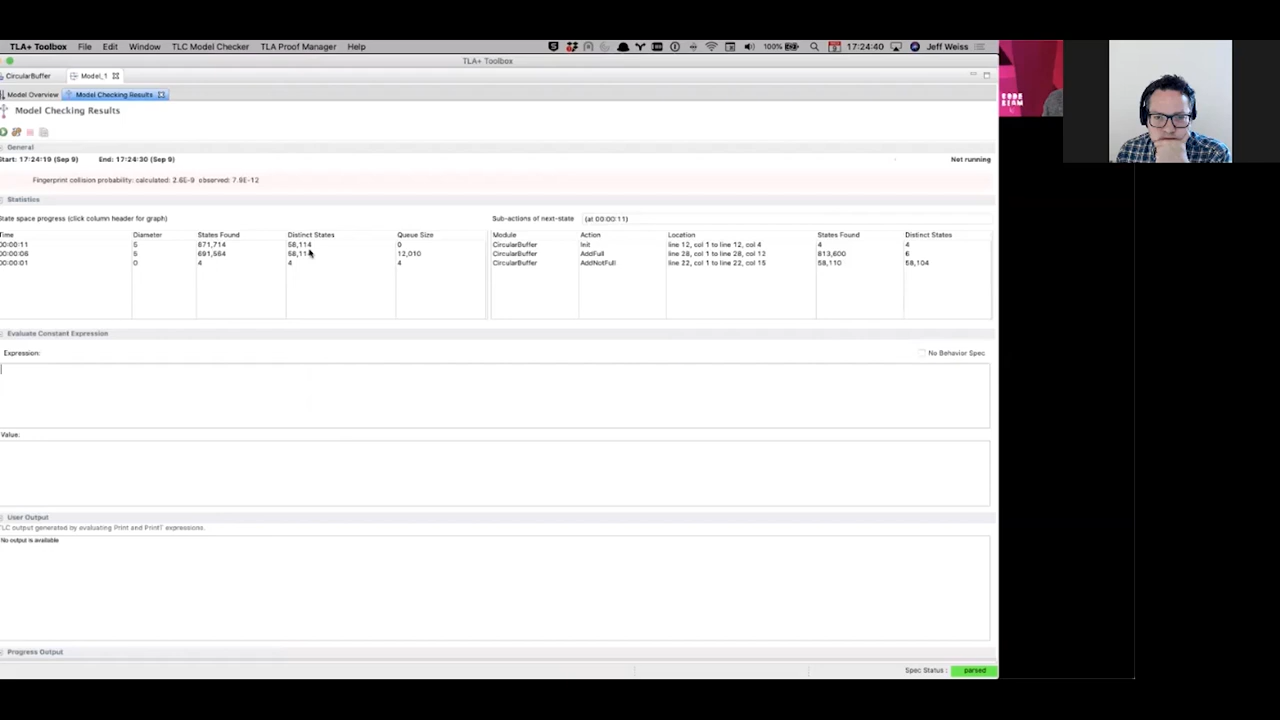 TLA+ Toolbox File Edit Window TLC Model Checker TLA Proof Manager Help 100% 17:24:40 Jeff Weiss
TLA+ Toolbox
CircularBuffer Model_1
Model Overview Model Checking Results
Model Checking Results
General
Start: 17:24:19 (Sep 9) End: 17:24:30 (Sep 9) Not running
Fingerprint collision probability: calculated: 2.6E-9 observed: 7.9E-12
Statistics
State space progress (click column header for graph) Sub-actions of next-state (at 00:00:11)
Time Diameter States Found Distinct States Queue Size Module Action Location States Found Distinct States
00:00:11 5 871,714 58,114 0 CircularBuffer Init line 12, col 1 to line 12, col 4 4 4
00:00:06 5 691,564 58,114 12,010 CircularBuffer AddFull line 28, col 1 to line 28, col 12 813,600 6
00:00:01 0 4 4 4 CircularBuffer AddNotFull line 22, col 1 to line 22, col 15 58,110 58,104
Evaluate Constant Expression
Expression: No Behavior Spec
Value:
User Output
TLC output generated by evaluating Print and PrintT expressions.
No output is available
Progress Output
Spec Status : parsed
CODE
BEAM